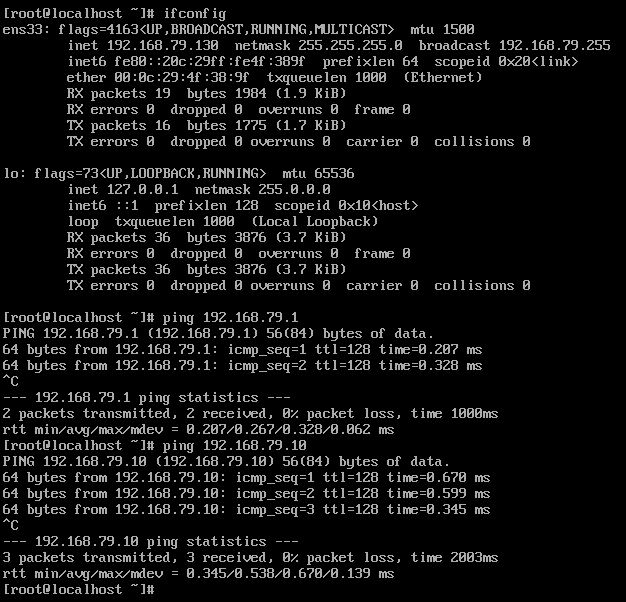 [root@localhost ~]# ifconfig
ens33: flags=4163<UP,BROADCAST,RUNNING,MULTICAST>  mtu 1500
        inet 192.168.79.130  netmask 255.255.255.0  broadcast 192.168.79.255
        inet6 fe80::20c:29ff:fe4f:389f  prefixlen 64  scopeid 0x20<link>
        ether 00:0c:29:4f:38:9f  txqueuelen 1000  (Ethernet)
        RX packets 19  bytes 1984 (1.9 KiB)
        RX errors 0  dropped 0  overruns 0  frame 0
        TX packets 16  bytes 1775 (1.7 KiB)
        TX errors 0  dropped 0 overruns 0  carrier 0  collisions 0

lo: flags=73<UP,LOOPBACK,RUNNING>  mtu 65536
        inet 127.0.0.1  netmask 255.0.0.0
        inet6 ::1  prefixlen 128  scopeid 0x10<host>
        loop  txqueuelen 1000  (Local Loopback)
        RX packets 36  bytes 3876 (3.7 KiB)
        RX errors 0  dropped 0  overruns 0  frame 0
        TX packets 36  bytes 3876 (3.7 KiB)
        TX errors 0  dropped 0 overruns 0  carrier 0  collisions 0

[root@localhost ~]# ping 192.168.79.1
PING 192.168.79.1 (192.168.79.1) 56(84) bytes of data.
64 bytes from 192.168.79.1: icmp_seq=1 ttl=128 time=0.207 ms
64 bytes from 192.168.79.1: icmp_seq=2 ttl=128 time=0.328 ms
^C
--- 192.168.79.1 ping statistics ---
2 packets transmitted, 2 received, 0% packet loss, time 1000ms
rtt min/avg/max/mdev = 0.207/0.267/0.328/0.062 ms
[root@localhost ~]# ping 192.168.79.10
PING 192.168.79.10 (192.168.79.10) 56(84) bytes of data.
64 bytes from 192.168.79.10: icmp_seq=1 ttl=128 time=0.670 ms
64 bytes from 192.168.79.10: icmp_seq=2 ttl=128 time=0.599 ms
64 bytes from 192.168.79.10: icmp_seq=3 ttl=128 time=0.345 ms
^C
--- 192.168.79.10 ping statistics ---
3 packets transmitted, 3 received, 0% packet loss, time 2003ms
rtt min/avg/max/mdev = 0.345/0.538/0.670/0.139 ms
[root@localhost ~]#